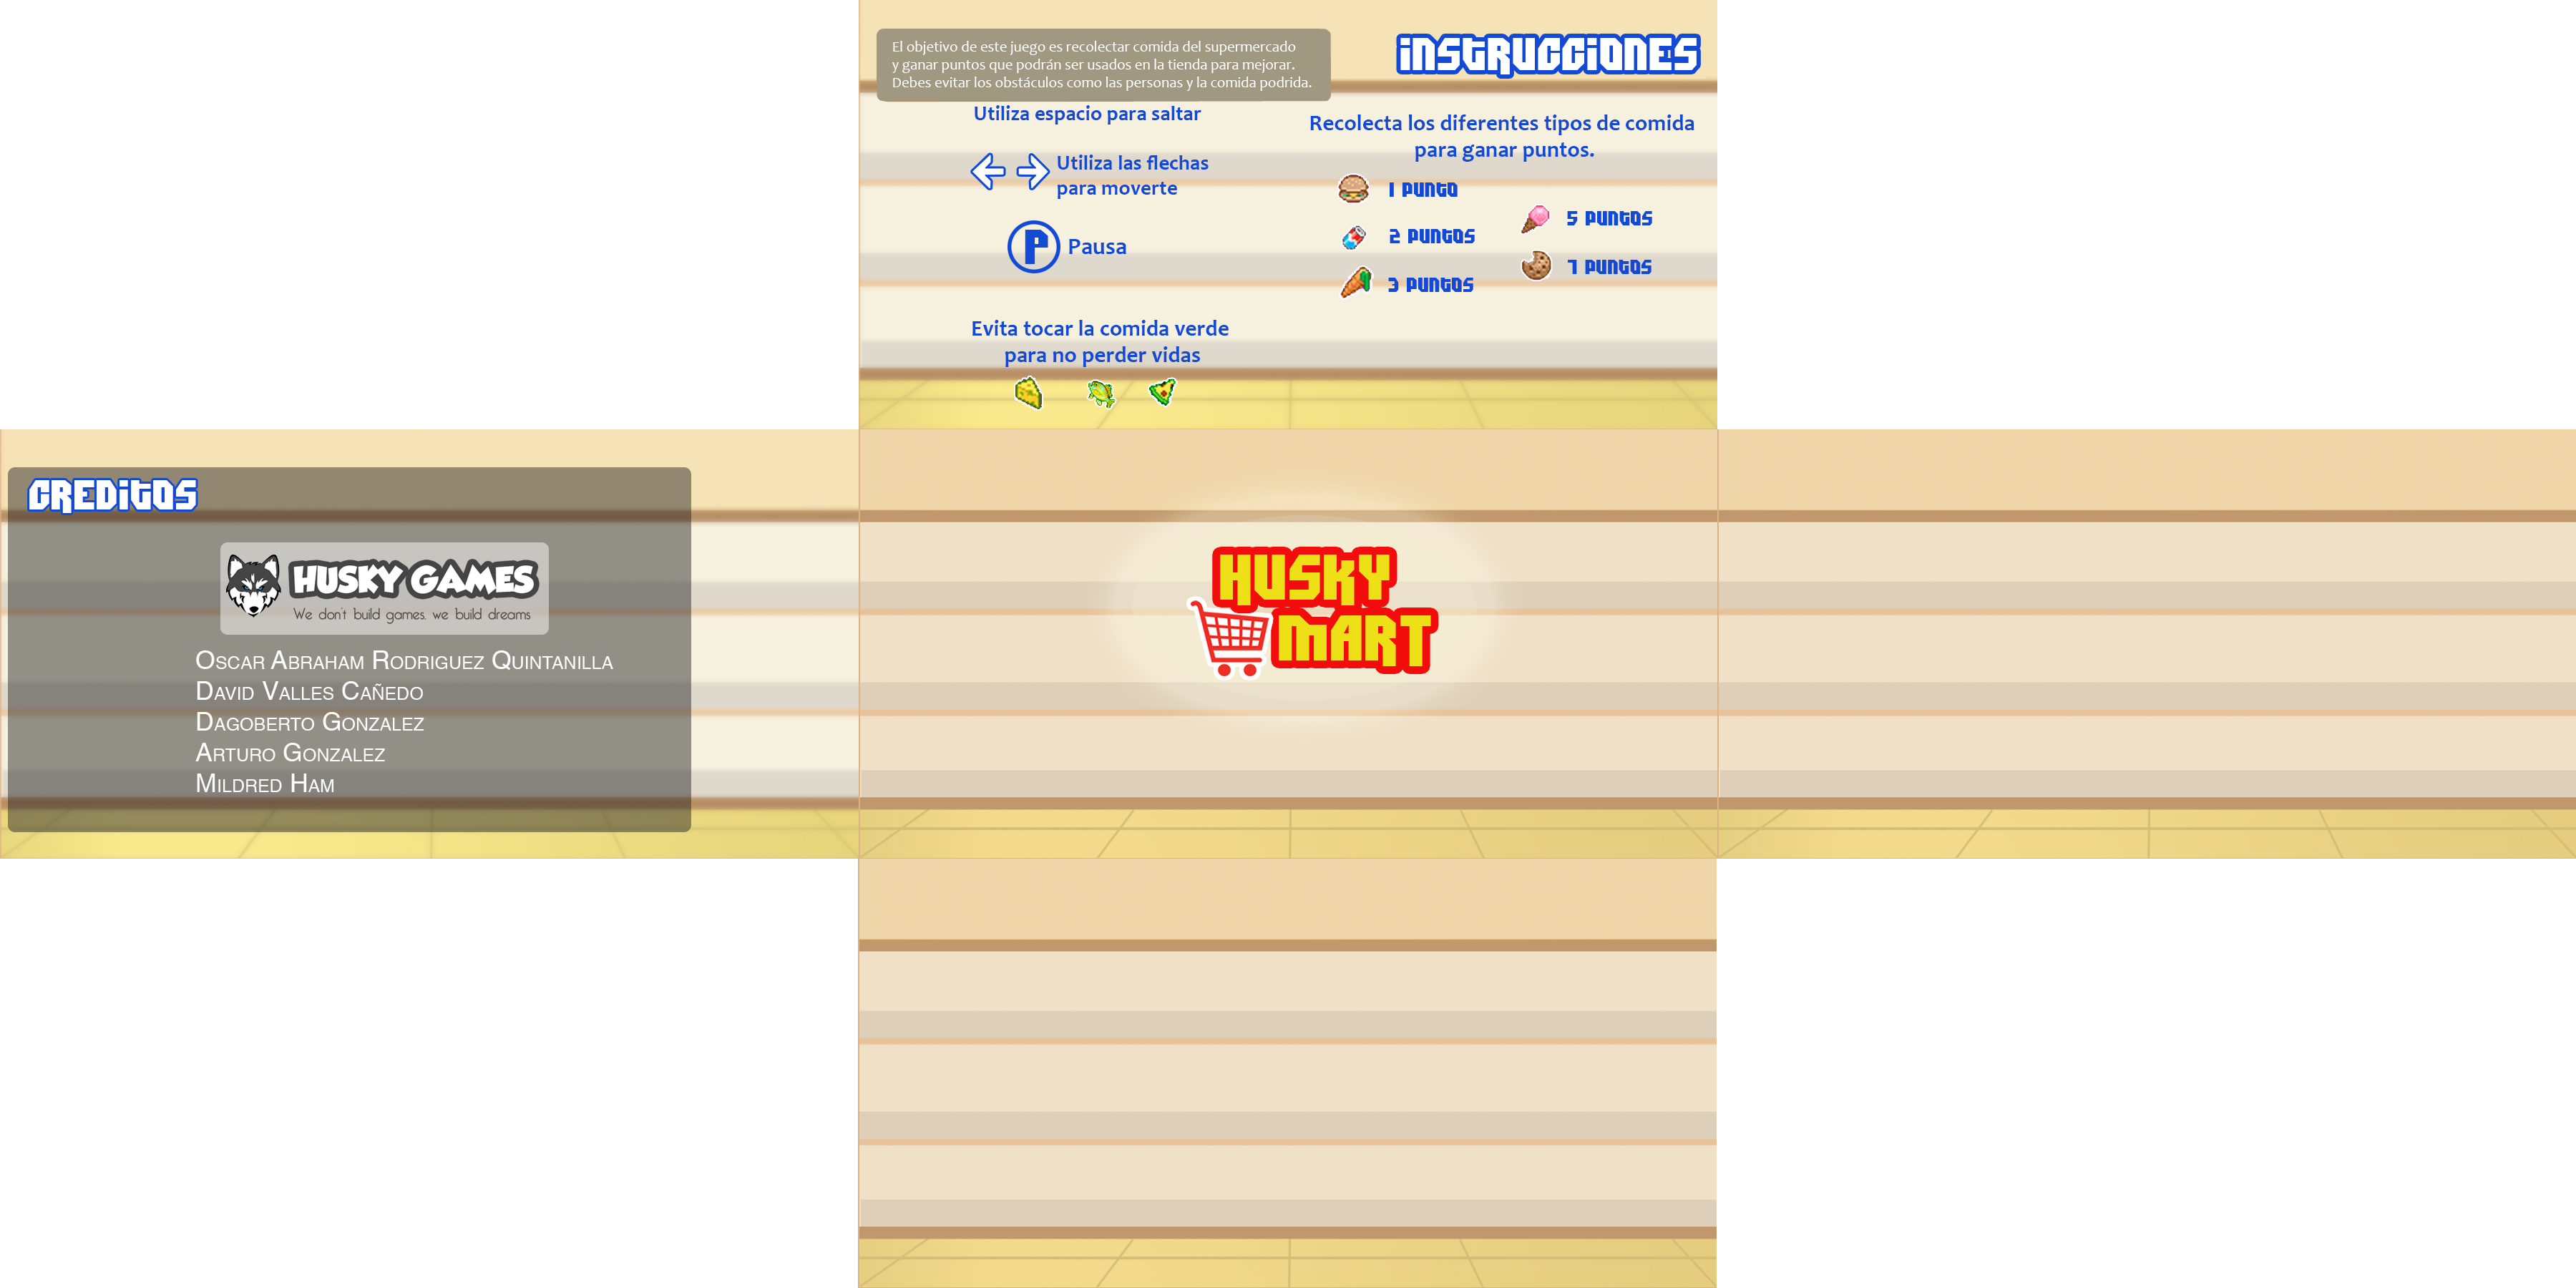 El objetivo de este juego es recolectar comida del supermercado
y ganar puntos que podrán ser usados en la tienda para mejorar.
Debes evitar los obstáculos como las personas y la comida podrida.
INSTRUCCIONES
Utiliza espacio para saltar
Utiliza las flechas
para moverte
P Pausa
Evita tocar la comida verde
para no perder vidas
Recolecta los diferentes tipos de comida
para ganar puntos.
1 PUNTO
2 PUNTOS
3 PUNTOS
5 PUNTOS
7 PUNTOS
CREDITOS
HUSKY GAMES
We don't build games, we build dreams
Oscar Abraham Rodriguez Quintanilla
David Valles Cañedo
Dagoberto Gonzalez
Arturo Gonzalez
Mildred Ham
HUSKY
MART